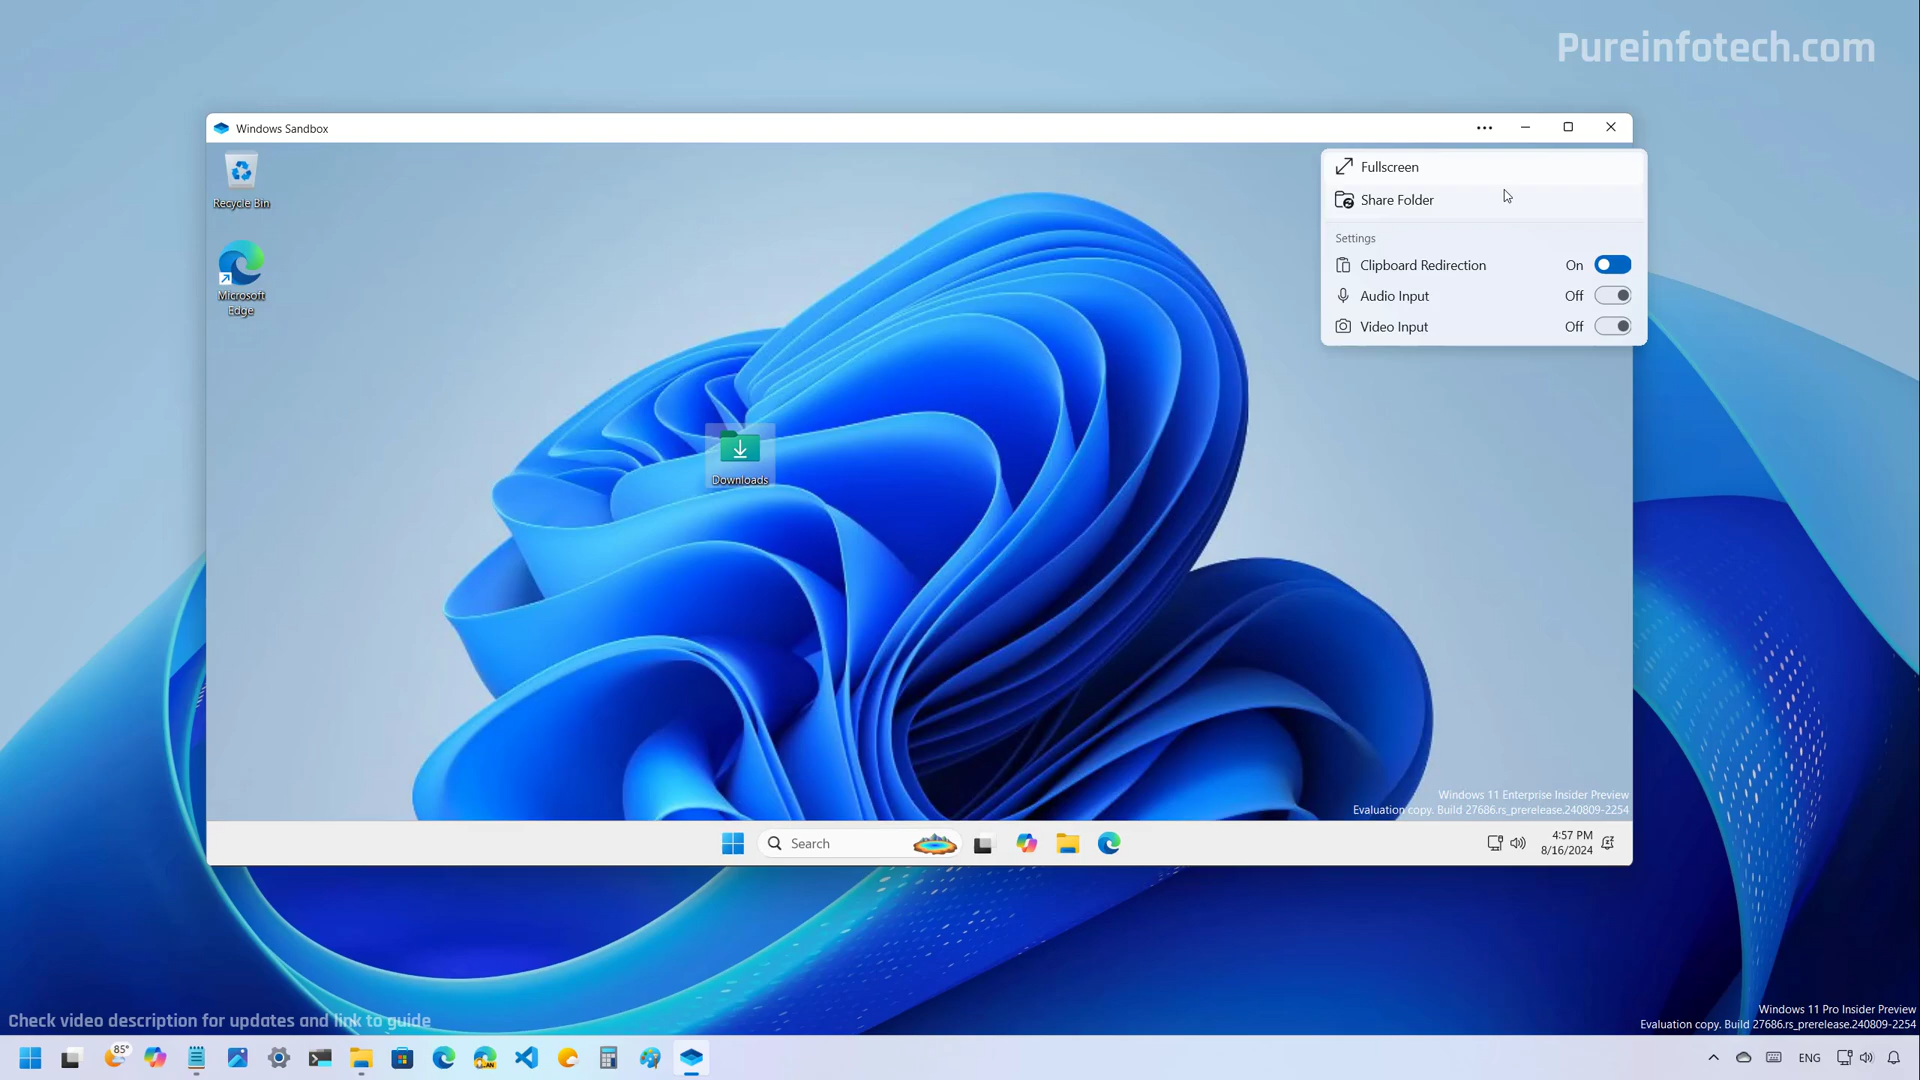 Pureinfotech.com
Windows Sandbox
Recycle Bin
Microsoft
Edge
Fullscreen
Share Folder
Settings
Clipboard Redirection On
Audio Input Off
Video Input Off
Downloads
Windows 11 Enterprise Insider Preview
Evaluation copy. Build 27686.rs_prerelease.240809-2254
Search
4:57 PM
8/16/2024
Check video description for updates and link to guide
Windows 11 Pro Insider Preview
Evaluation copy. Build 27686.rs_prerelease.240809-2254
85°
CAN
ENG